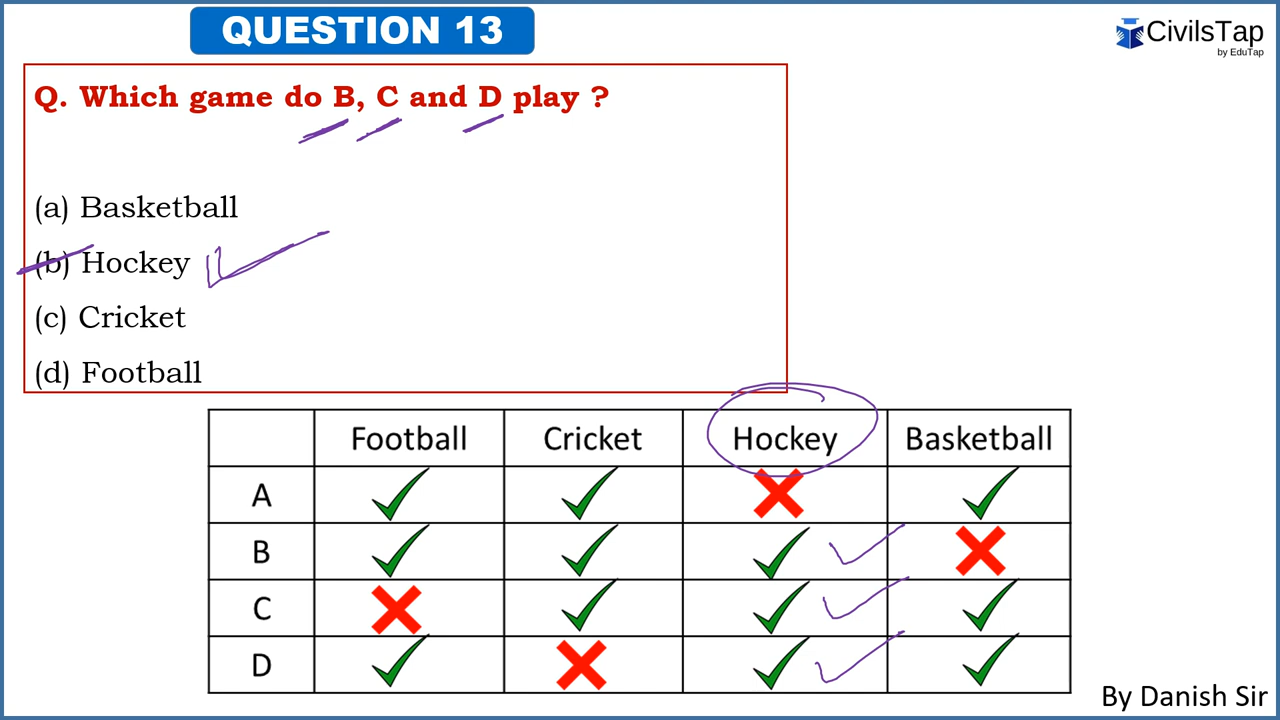 QUESTION 13
CivilsTap
by EduTap
Q. Which game do B, C and D play ?
(a) Basketball
(b) Hockey
(c) Cricket
(d) Football
Football Cricket Hockey Basketball
A
B
C
D
By Danish Sir